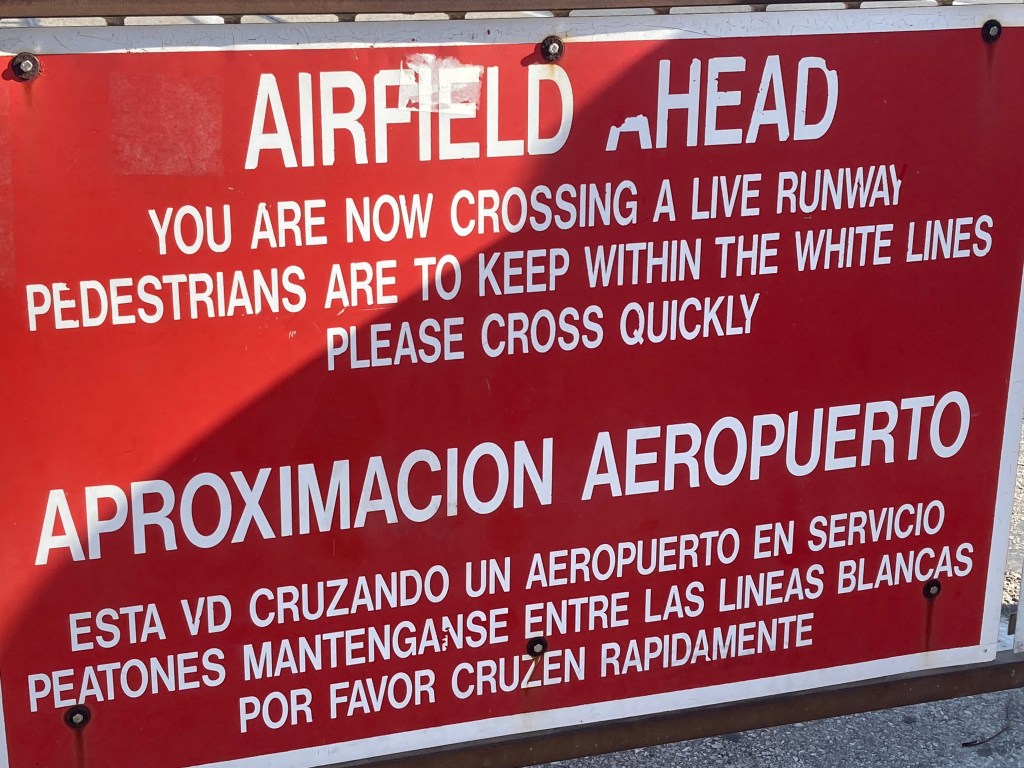 AIRFIELD AHEAD
YOU ARE NOW CROSSING A LIVE RUNWAY
PEDESTRIANS ARE TO KEEP WITHIN THE WHITE LINES
PLEASE CROSS QUICKLY
APROXIMACION AEROPUERTO
ESTA VD CRUZANDO UN AEROPUERTO EN SERVICIO
PEATONES MANTENGANSE ENTRE LAS LINEAS BLANCAS
POR FAVOR CRUZEN RAPIDAMENTE